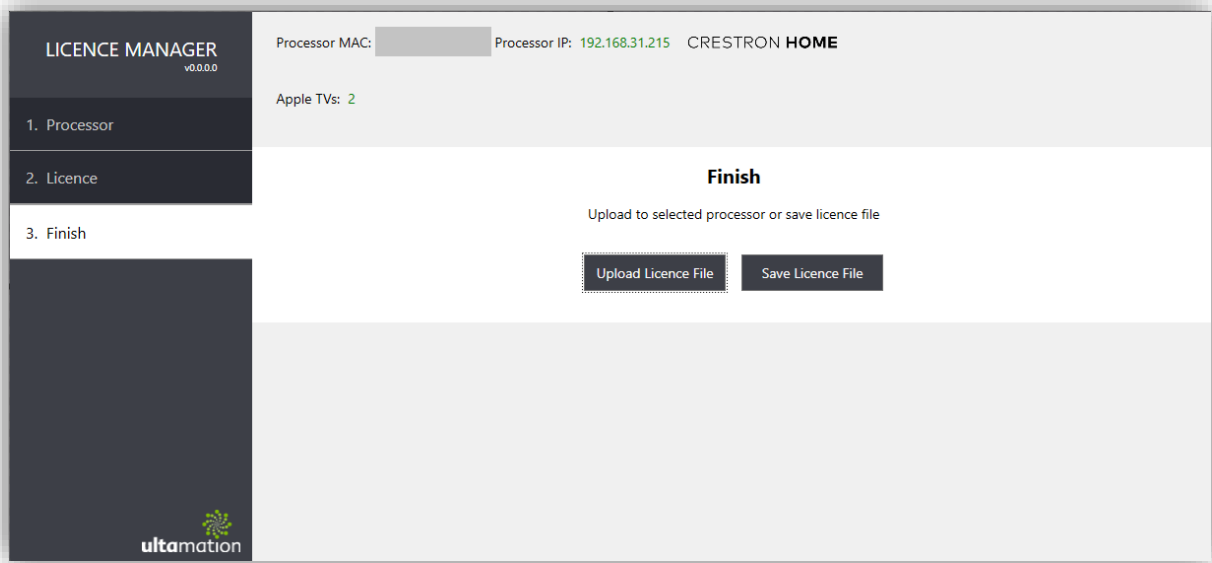 LICENCE MANAGER
v0.0.0.0
1. Processor
2. Licence
3. Finish
ultamation
Processor MAC: Processor IP: 192.168.31.215 CRESTRON HOME
Apple TVs: 2
Finish
Upload to selected processor or save licence file
Upload Licence File Save Licence File